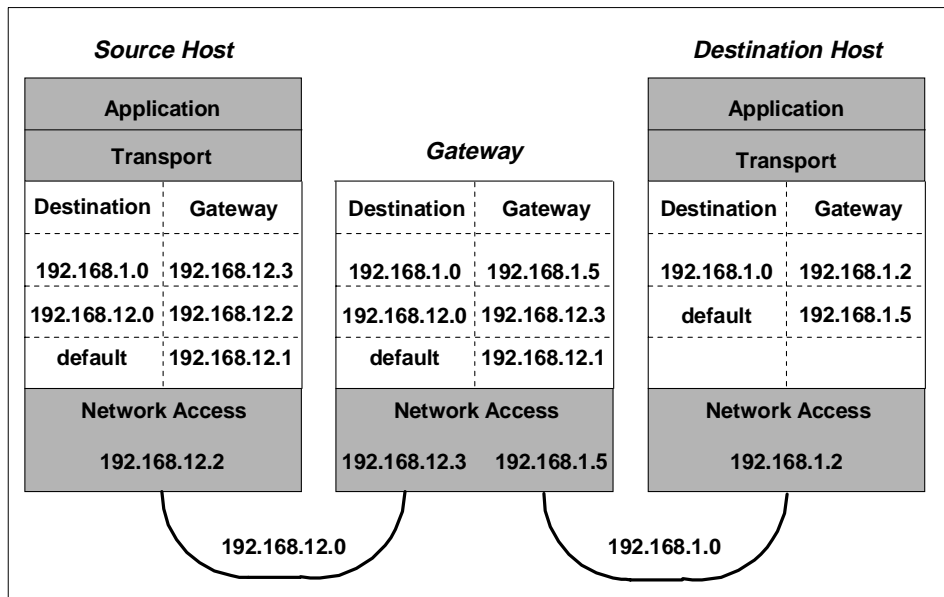 Source Host
Destination Host
Gateway
Application
Transport
Destination Gateway
192.168.1.0 192.168.12.3
192.168.12.0 192.168.12.2
default 192.168.12.1
Network Access
192.168.12.2
Destination Gateway
192.168.1.0 192.168.1.5
192.168.12.0 192.168.12.3
default 192.168.12.1
Network Access
192.168.12.3 192.168.1.5
Application
Transport
Destination Gateway
192.168.1.0 192.168.1.2
default 192.168.1.5
Network Access
192.168.1.2
192.168.12.0
192.168.1.0